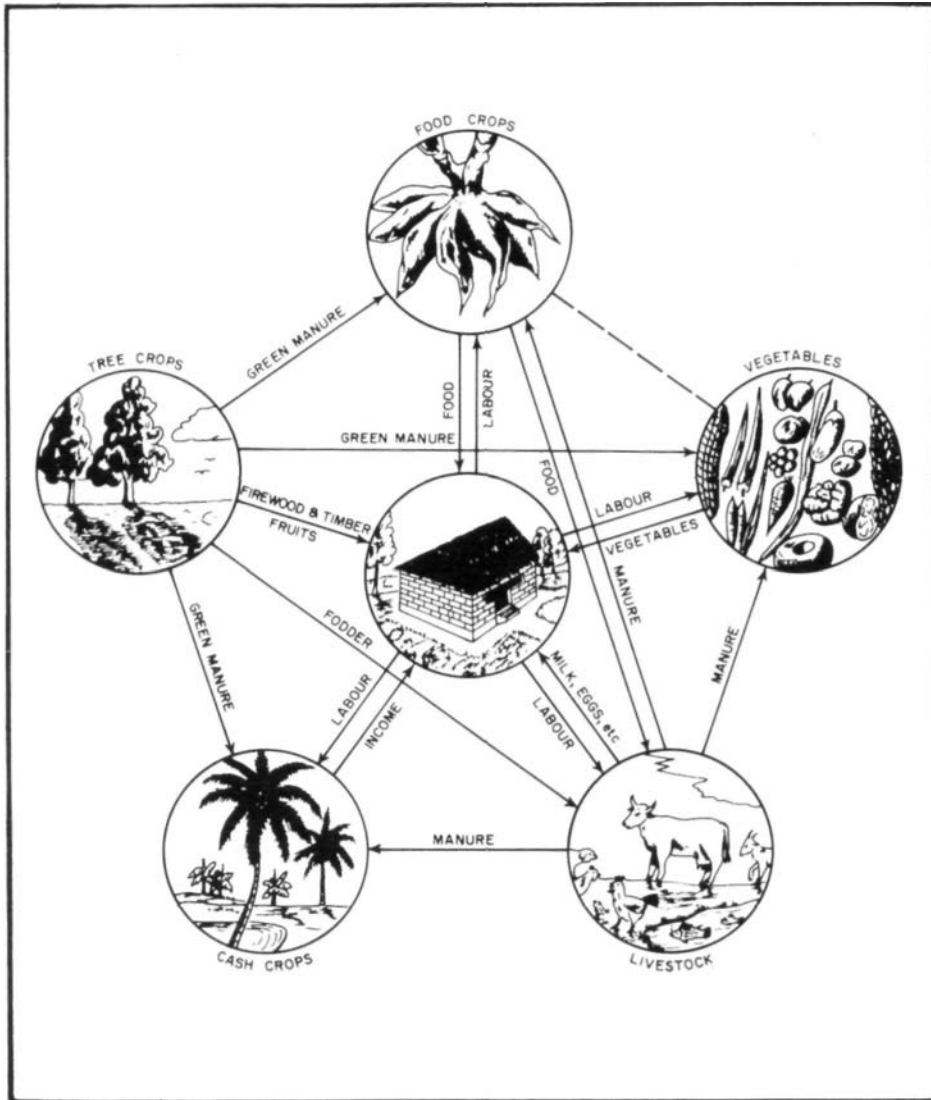 FOOD CROPS
GREEN MANURE
TREE CROPS
FOOD
LABOUR
VEGETABLES
GREEN MANURE
FOOD
FIREWOOD & TIMBER
FRUITS
LABOUR
VEGETABLES
GREEN MANURE
FODDER
MANURE
MANURE
LABOUR
INCOME
MILK, EGGS, etc
LABOUR
MANURE
CASH CROPS
LIVESTOCK